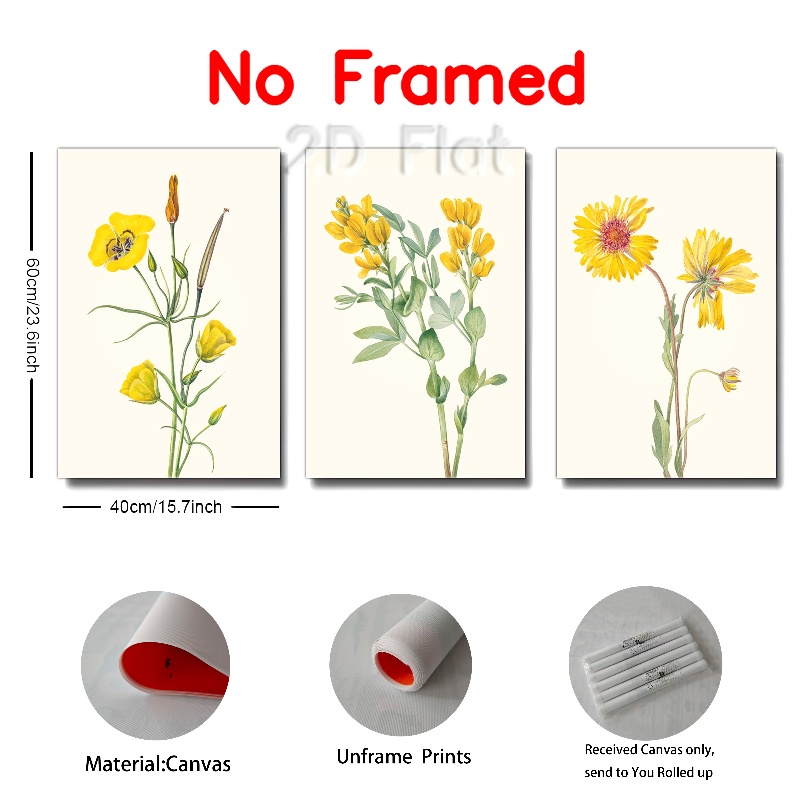 No Framed
2D Flat
60cm/23.6inch
40cm/15.7inch
Material:Canvas
Unframe Prints
Received Canvas only,
send to You Rolled up